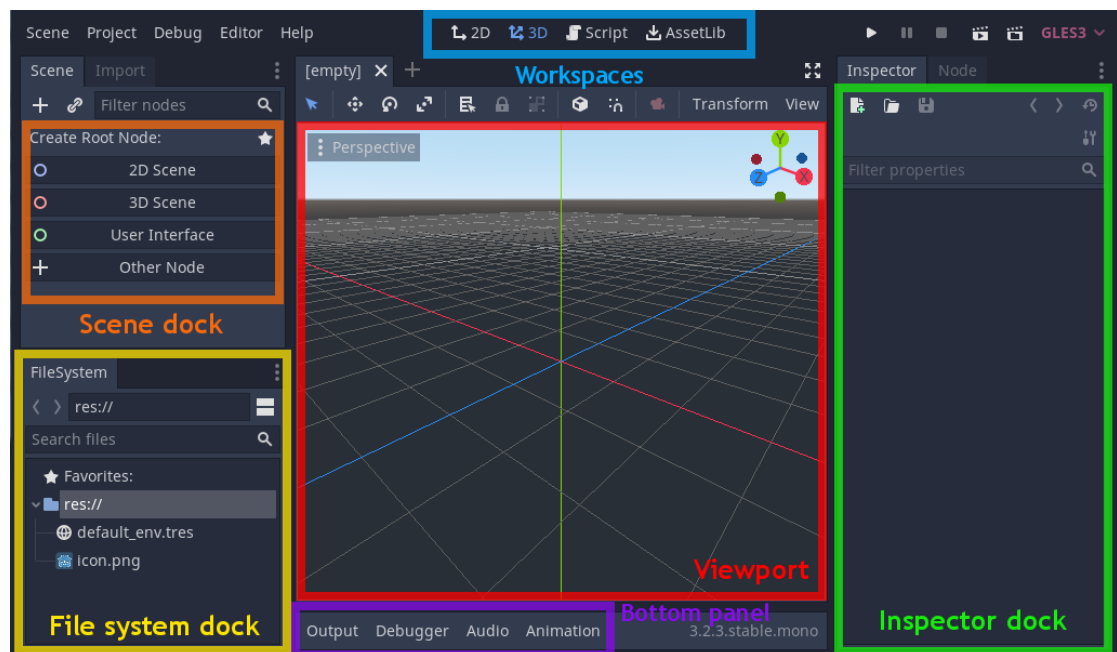 Scene Project Debug Editor Help
2D 3D Script AssetLib
GLES3
Workspaces
Scene Import
Filter nodes
Create Root Node:
2D Scene
3D Scene
User Interface
Other Node
Scene dock
FileSystem
res://
Search files
Favorites:
res://
default_env.tres
icon.png
File system dock
[empty]
Transform View
Perspective
Y
Z X
Viewport
Bottom panel
Output Debugger Audio Animation
3.2.3.stable.mono
Inspector Node
Filter properties
Inspector dock